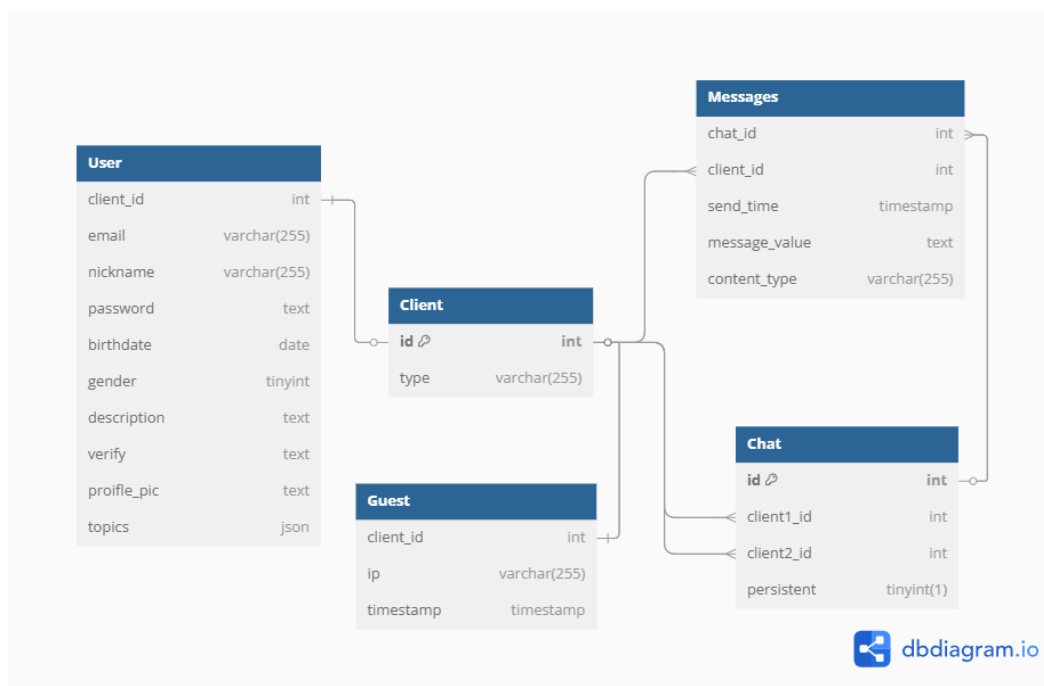 User
client_id int
email varchar(255)
nickname varchar(255)
password text
birthdate date
gender tinyint
description text
verify text
proifle_pic text
topics json
Client
id int
type varchar(255)
Guest
client_id int
ip varchar(255)
timestamp timestamp
Messages
chat_id int
client_id int
send_time timestamp
message_value text
content_type varchar(255)
Chat
id int
client1_id int
client2_id int
persistent tinyint(1)
dbdiagram.io